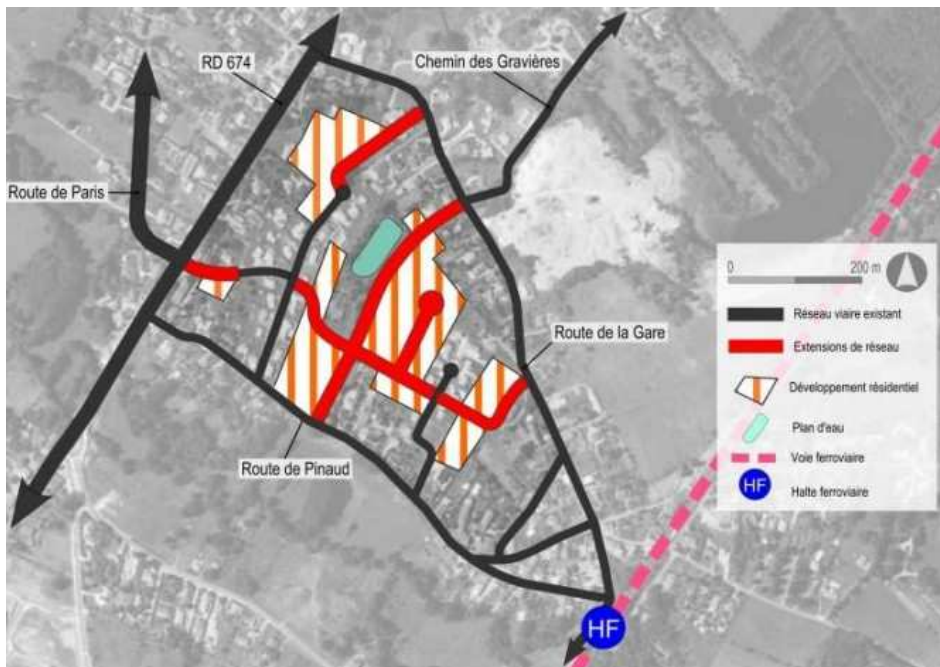 RD 674
Chemin des Gravières
Route de Paris
0 200 m
Réseau viaire existant
Route de la Gare
Extensions de réseau
Développement résidentiel
Plan d'eau
Route de Pinaud
Voie ferroviaire
HF
Halte ferroviaire
HF